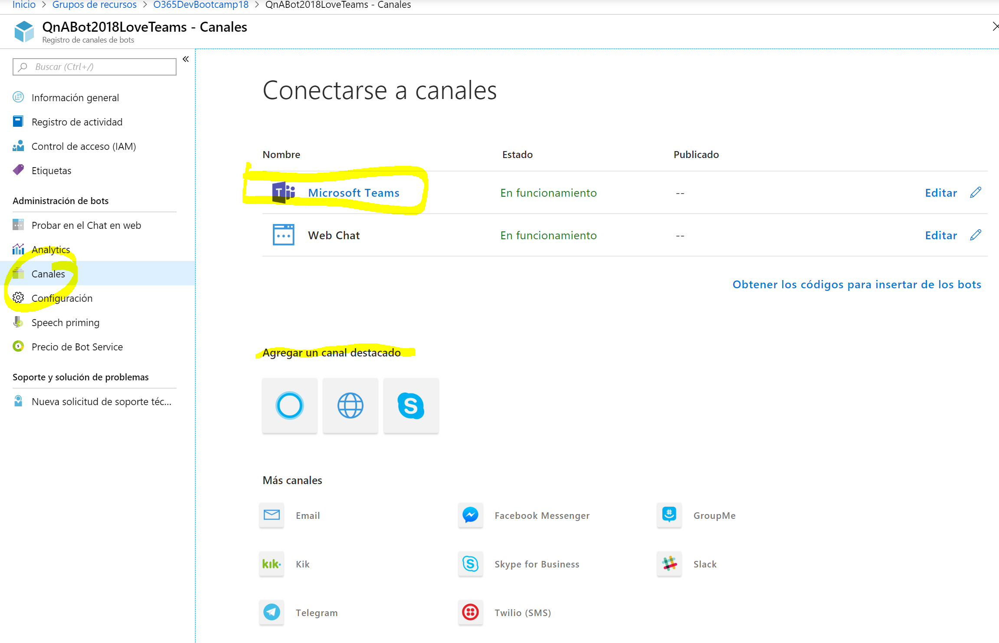 Inicio > Grupos de recursos > O365DevBootcamp18 > QnABot2018LoveTeams - Canales
QnABot2018LoveTeams - Canales
Registro de canales de bots
Buscar (Ctrl+/)
Información general
Registro de actividad
Control de acceso (IAM)
Etiquetas
Administración de bots
Probar en el Chat en web
Analytics
Canales
Configuración
Speech priming
Precio de Bot Service
Soporte y solución de problemas
Nueva solicitud de soporte téc...
Conectarse a canales
Nombre Estado Publicado
Microsoft Teams En funcionamiento -- Editar
Web Chat En funcionamiento -- Editar
Obtener los códigos para insertar de los bots
Agregar un canal destacado
Más canales
Email Facebook Messenger GroupMe
kik. Kik Skype for Business Slack
Telegram Twilio (SMS)